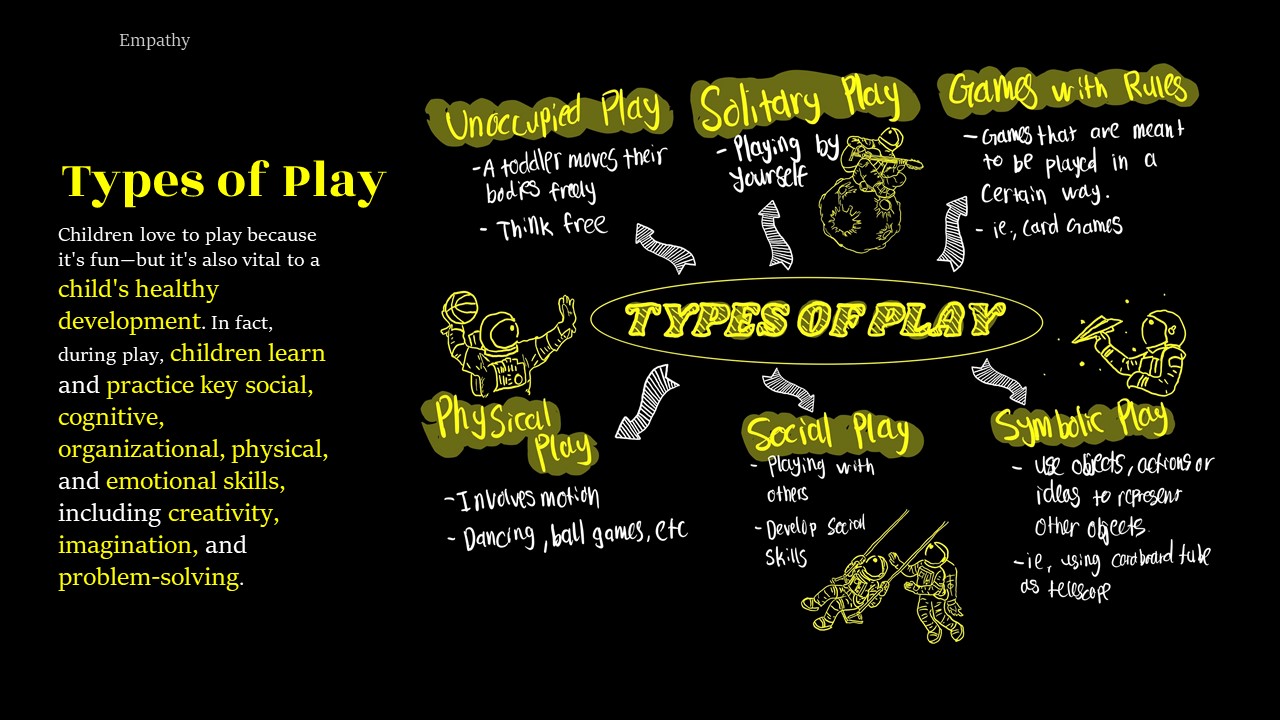 Empathy
Types of Play
Children love to play because
it's fun—but it's also vital to a
child's healthy
development. In fact,
during play, children learn
and practice key social,
cognitive,
organizational, physical,
and emotional skills,
including creativity,
imagination, and
problem-solving.
Unoccupied Play
-A toddler moves their
bodies freely
- Think free
Solitary Play
- Playing by
yourself
Games with Rules
- Games that are meant
to be played in a
certain way.
- ie., Card Games
TYPES OF PLAY
Physical
Play
-Involves motion
- Dancing, ball games, etc
Social Play
- Playing with
others
- Develop Social
Skills
Symbolic Play
- use objects, actions or
ideas to represent
other objects.
-ie, using cardboard tube
as telescope